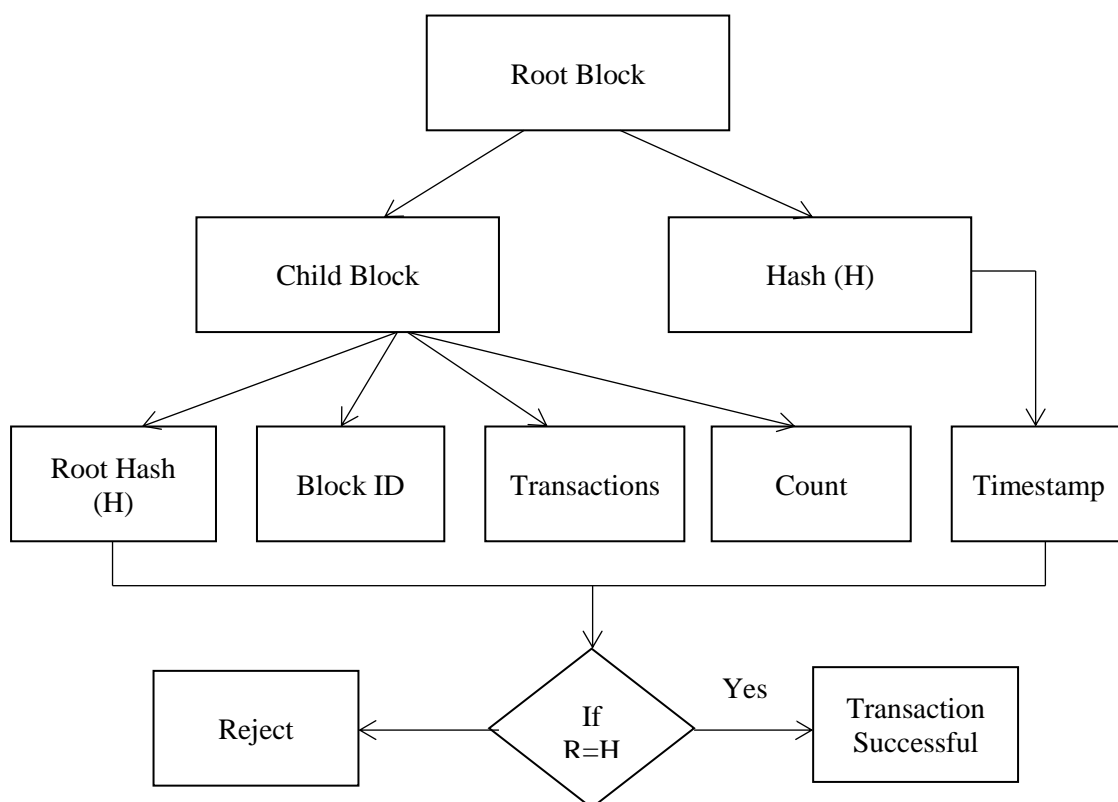 Root Block
Child Block
Hash (H)
Root Hash
(H)
Block ID
Transactions
Count
Timestamp
Reject
If
R=H
Yes
Transaction
Successful